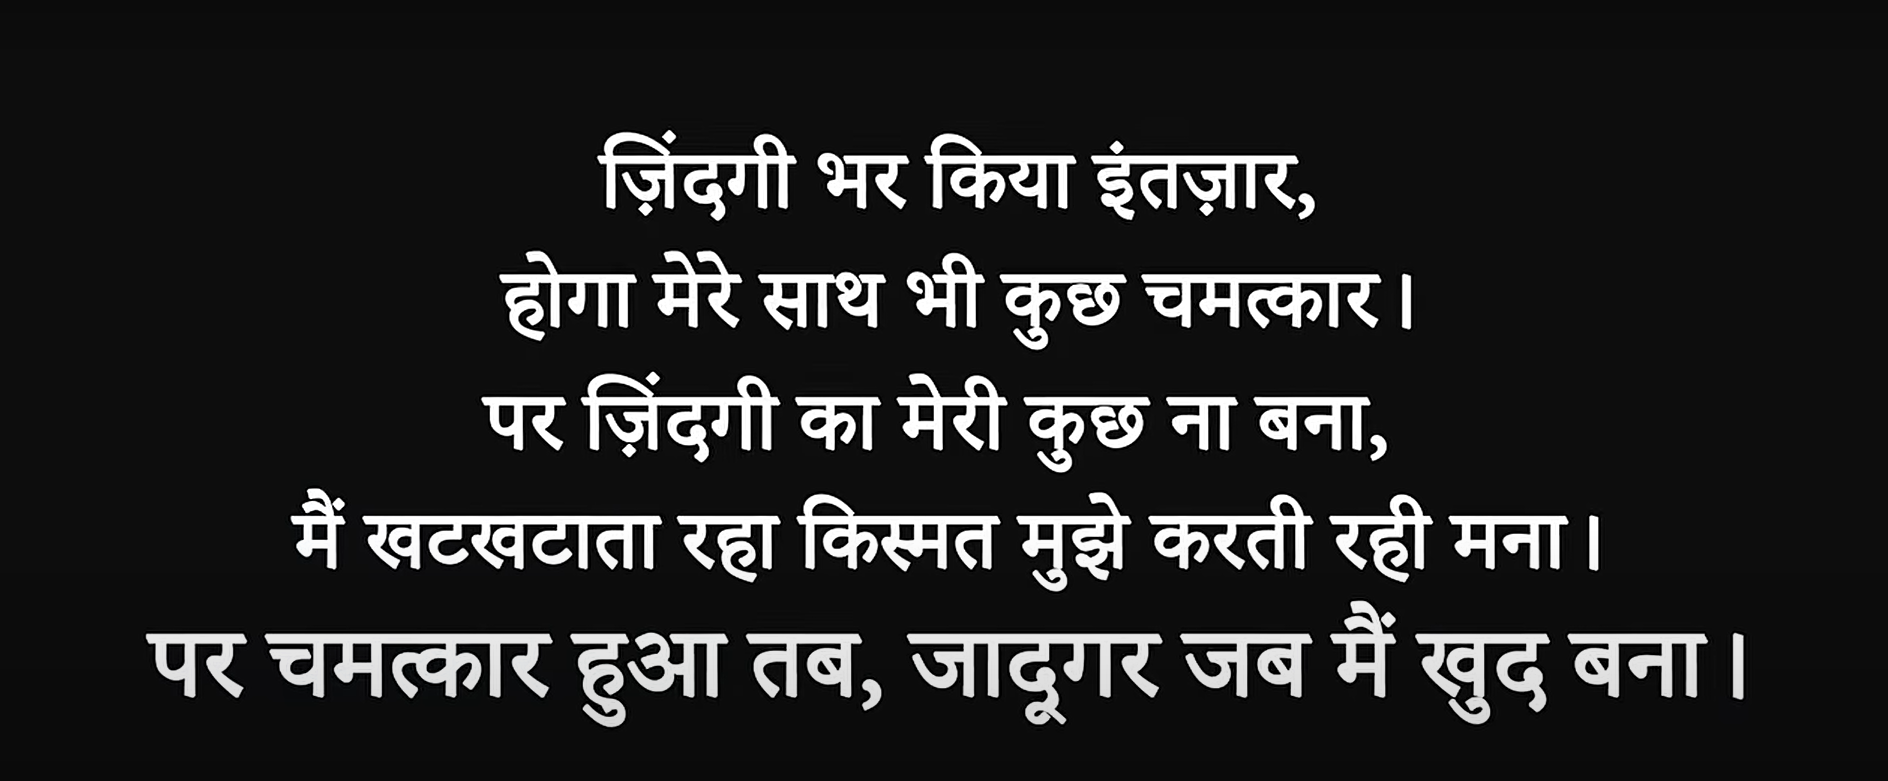 ज़िंदगी भर किया इंतज़ार,
होगा मेरे साथ भी कुछ चमत्कार।
पर ज़िंदगी का मेरी कुछ ना बना,
मैं खटखटाता रहा किस्मत मुझे करती रही मना।
पर चमत्कार हुआ तब, जादूगर जब मैं खुद बना।